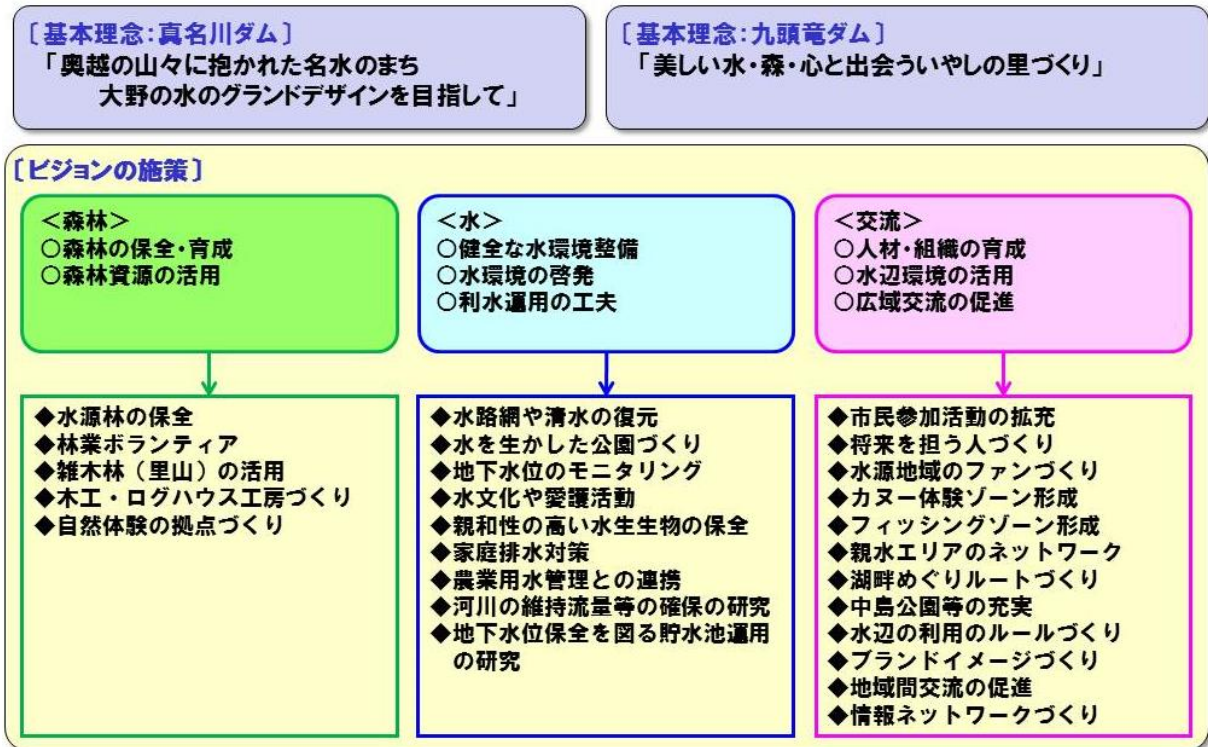 ［基本理念：真名川ダム］
「奥越の山々に抱かれた名水のまち
大野の水のグランドデザインを目指して」
［基本理念：九頭竜ダム］
「美しい水・森・心と出会ういやしの里づくり」
［ビジョンの施策］
＜森林＞
○森林の保全・育成
○森林資源の活用
◆水源林の保全
◆林業ボランティア
◆雑木林（里山）の活用
◆木工・ログハウス工房づくり
◆自然体験の拠点づくり
＜水＞
○健全な水環境整備
○水環境の啓発
○利水運用の工夫
◆水路網や清水の復元
◆水を生かした公園づくり
◆地下水位のモニタリング
◆水文化や愛護活動
◆親和性の高い水生生物の保全
◆家庭排水対策
◆農業用水管理との連携
◆河川の維持流量等の確保の研究
◆地下水位保全を図る貯水池運用
の研究
＜交流＞
○人材・組織の育成
○水辺環境の活用
○広域交流の促進
◆市民参加活動の拡充
◆将来を担う人づくり
◆水源地域のファンづくり
◆カヌー体験ゾーン形成
◆フィッシングゾーン形成
◆親水エリアのネットワーク
◆湖畔めぐりルートづくり
◆中島公園等の充実
◆水辺の利用のルールづくり
◆ブランドイメージづくり
◆地域間交流の促進
◆情報ネットワークづくり